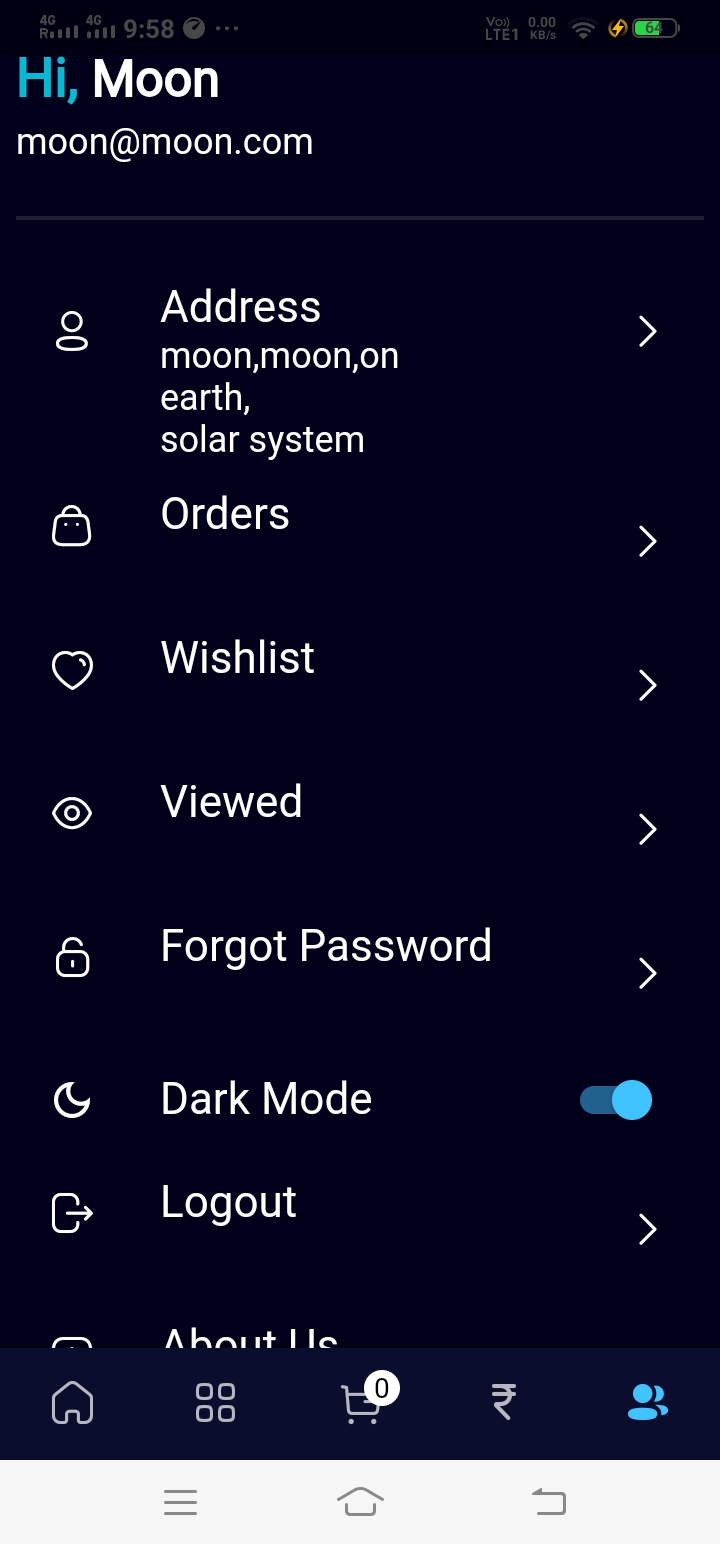 4G 4G 9:58 ... Vo)) 0.00 64
R LTE1 KB/s
Hi, Moon
moon@moon.com
Address
moon,moon,on
earth,
solar system
Orders
Wishlist
Viewed
Forgot Password
Dark Mode
Logout
About Us
0
₹